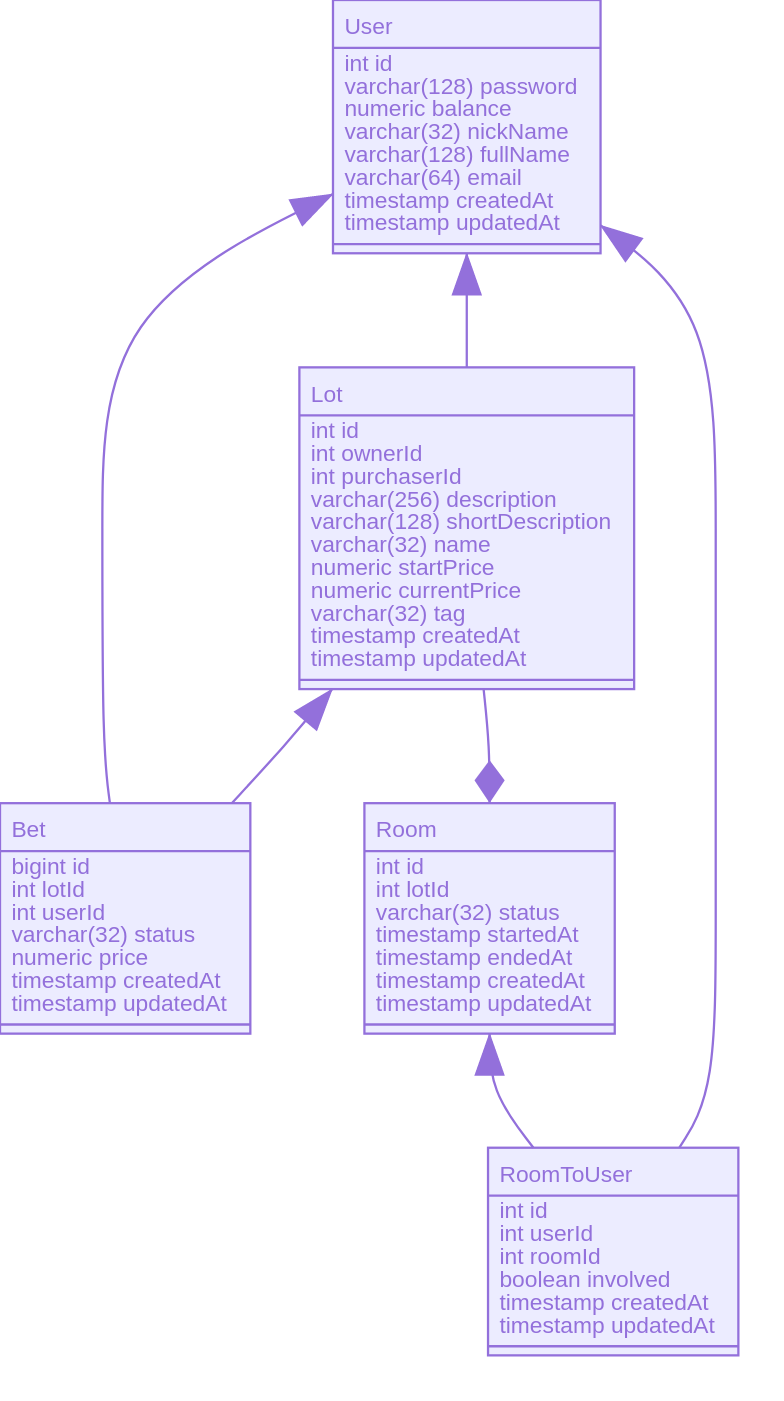 User
int id
varchar(128) password
numeric balance
varchar(32) nickName
varchar(128) fullName
varchar(64) email
timestamp createdAt
timestamp updatedAt
Lot
int id
int ownerId
int purchaserId
varchar(256) description
varchar(128) shortDescription
varchar(32) name
numeric startPrice
numeric currentPrice
varchar(32) tag
timestamp createdAt
timestamp updatedAt
Bet
bigint id
int lotId
int userId
varchar(32) status
numeric price
timestamp createdAt
timestamp updatedAt
Room
int id
int lotId
varchar(32) status
timestamp startedAt
timestamp endedAt
timestamp createdAt
timestamp updatedAt
RoomToUser
int id
int userId
int roomId
boolean involved
timestamp createdAt
timestamp updatedAt